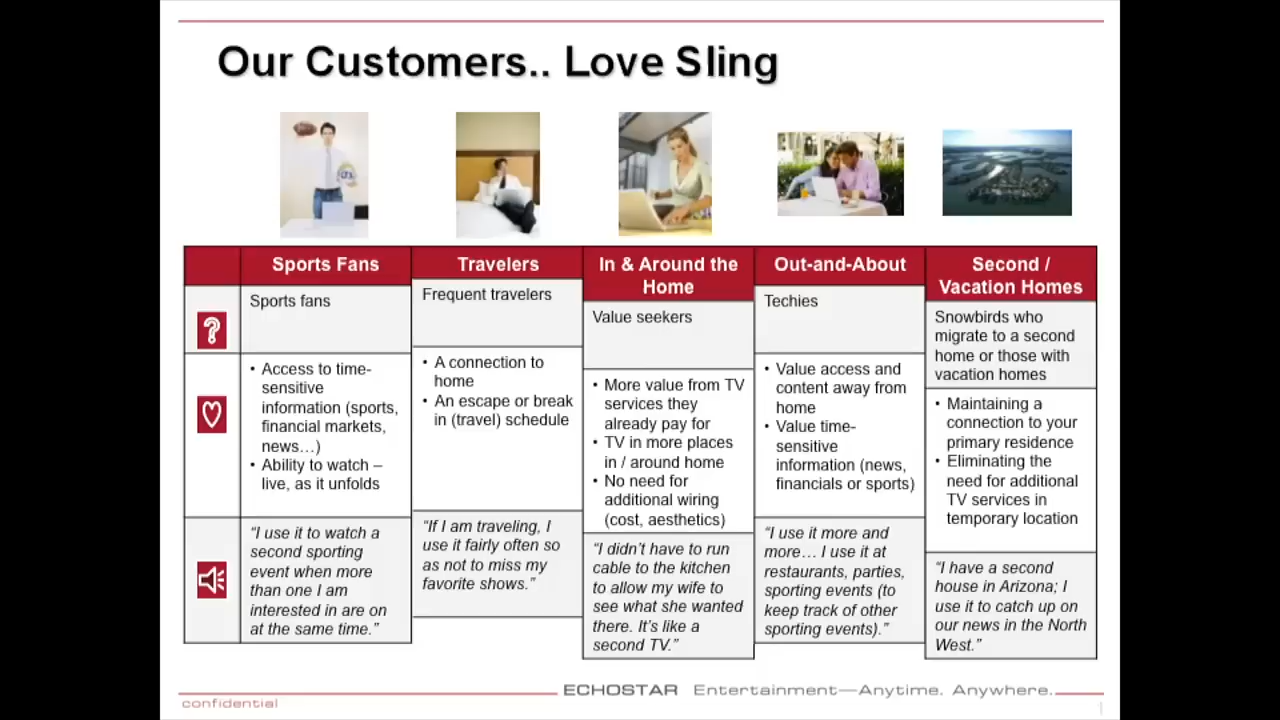 Our Customers.. Love Sling
Sports Fans
Travelers
In & Around the
Home
Out-and-About
Second /
Vacation Homes
?
Sports fans
Frequent travelers
Value seekers
Techies
Snowbirds who
migrate to a second
home or those with
vacation homes
• Access to time-
sensitive
information (sports,
financial markets,
news…)
• Ability to watch –
live, as it unfolds
• A connection to
home
• An escape or break
in (travel) schedule
• More value from TV
services they
already pay for
• TV in more places
in / around home
• No need for
additional wiring
(cost, aesthetics)
• Value access and
content away from
home
• Value time-
sensitive
information (news,
financials or sports)
• Maintaining a
connection to your
primary residence
• Eliminating the
need for additional
TV services in
temporary location
“I use it to watch a
second sporting
event when more
than one I am
interested in are on
at the same time.”
“If I am traveling, I
use it fairly often so
as not to miss my
favorite shows.”
“I didn’t have to run
cable to the kitchen
to allow my wife to
see what she wanted
there. It’s like a
second TV.”
“I use it more and
more… I use it at
restaurants, parties,
sporting events (to
keep track of other
sporting events).”
“I have a second
house in Arizona; I
use it to catch up on
our news in the North
West.”
ECHOSTAR Entertainment—Anytime. Anywhere.
confidential